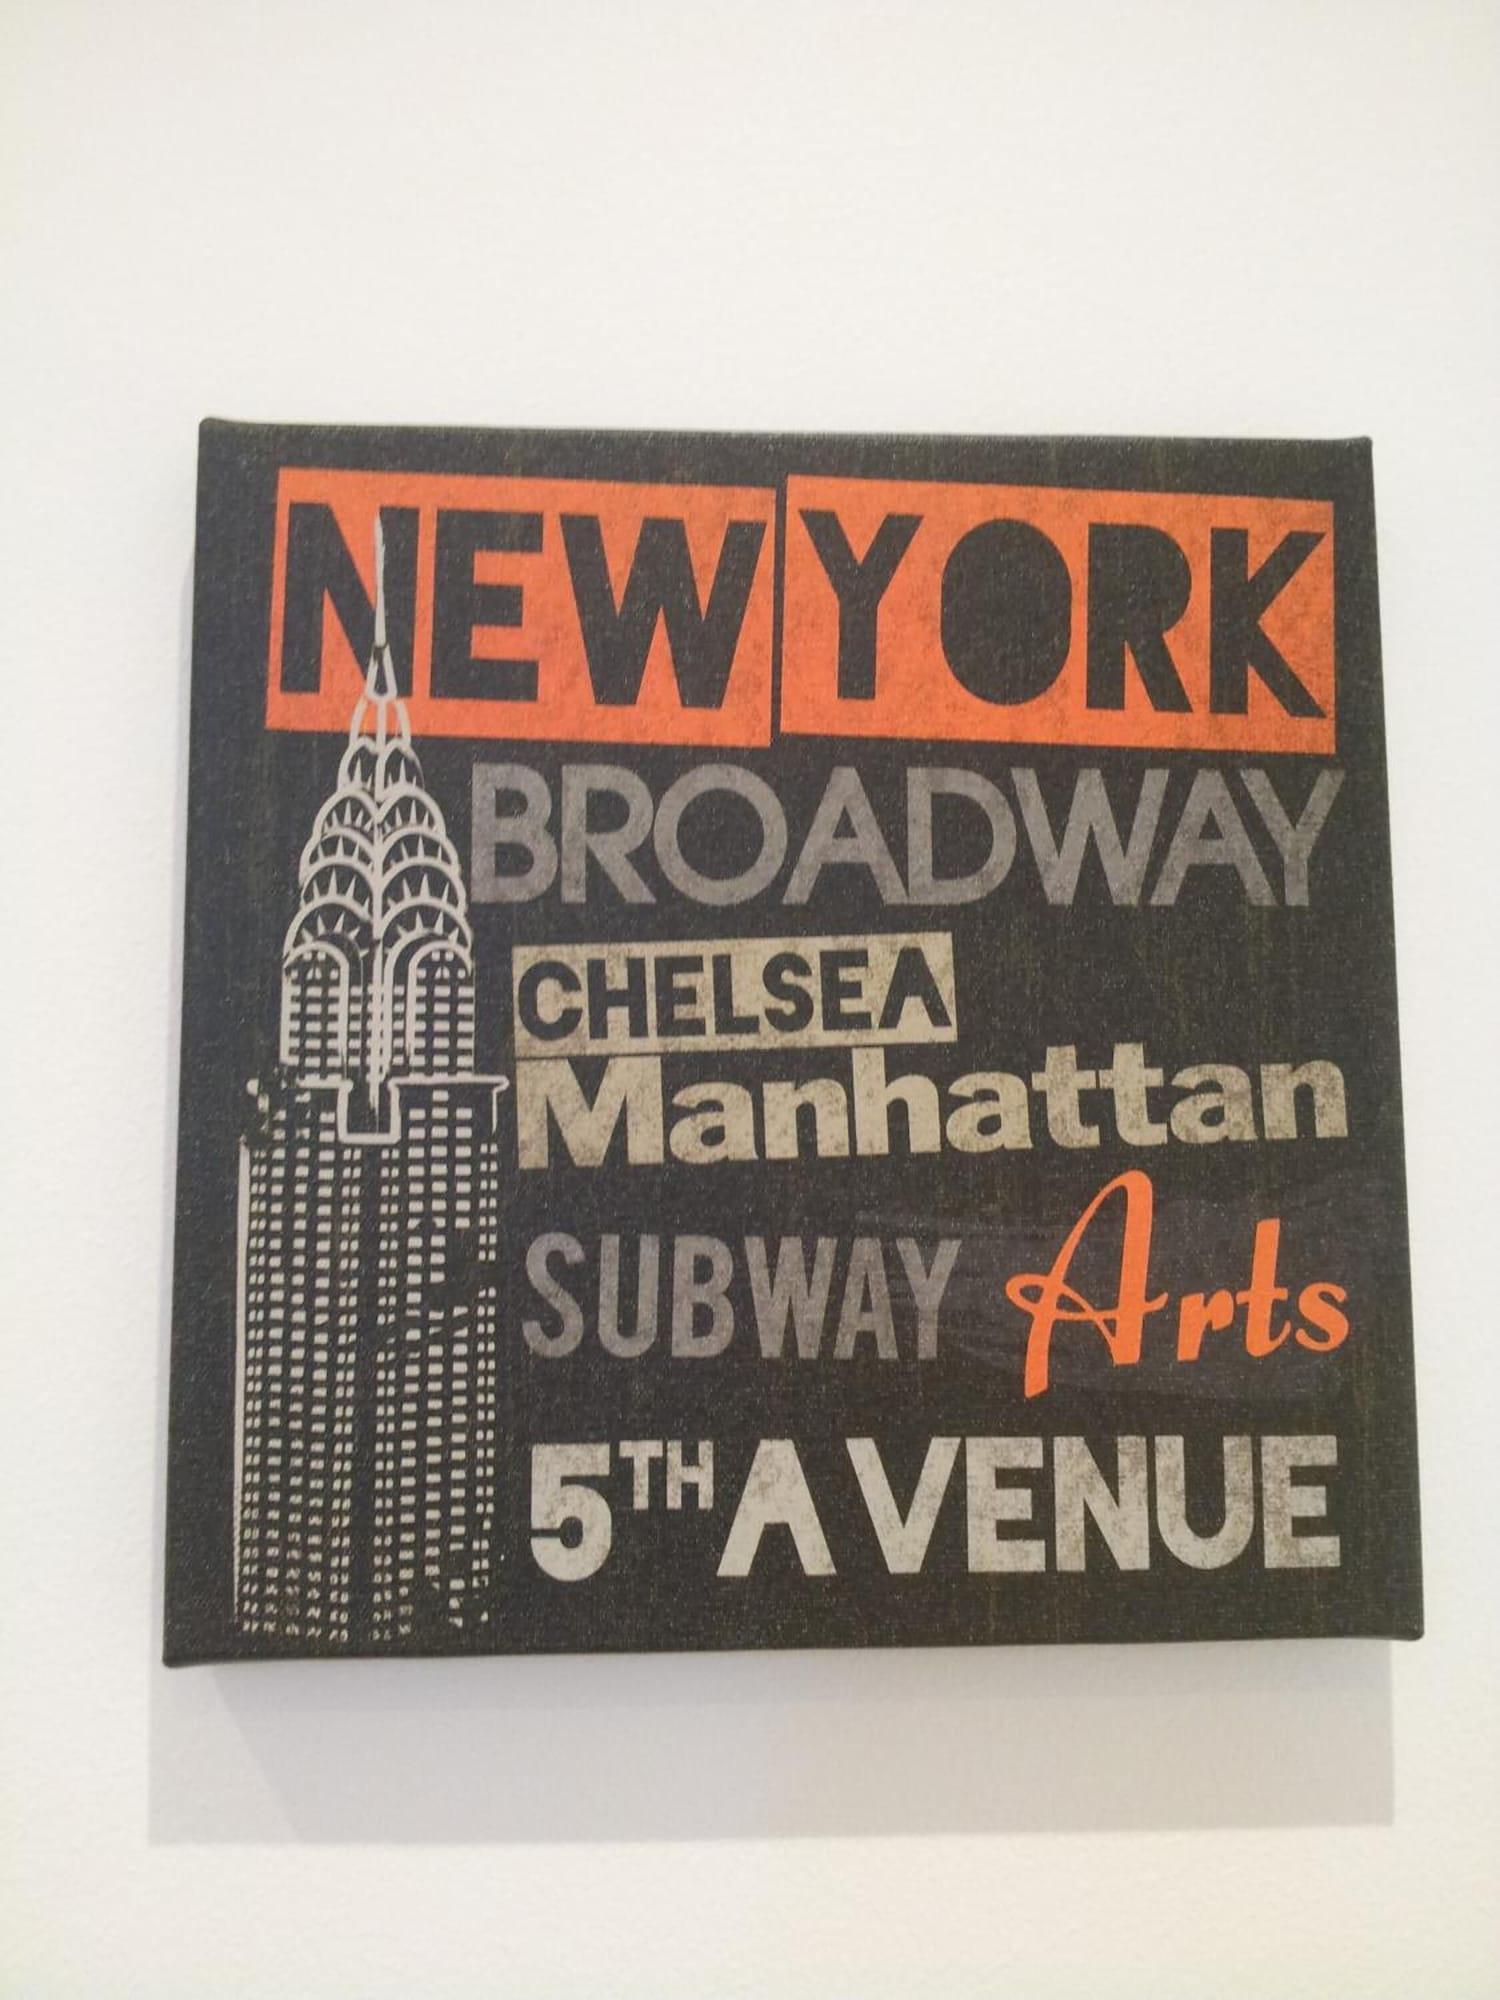 NEW YORK
BROADWAY
CHELSEA
Manhattan
SUBWAY Arts
5TH AVENUE